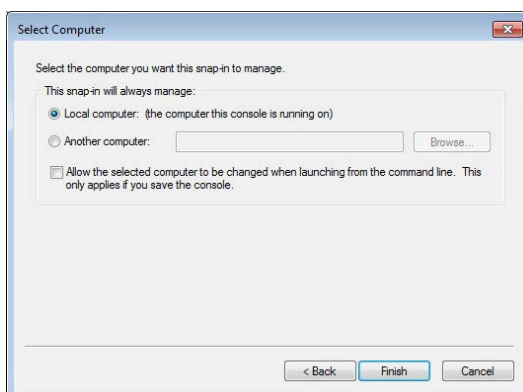 Select Computer
Select the computer you want this snap-in to manage.
This snap-in will always manage:
Local computer: (the computer this console is running on)
Another computer:
Browse...
Allow the selected computer to be changed when launching from the command line. This
only applies if you save the console.
< Back
Finish
Cancel